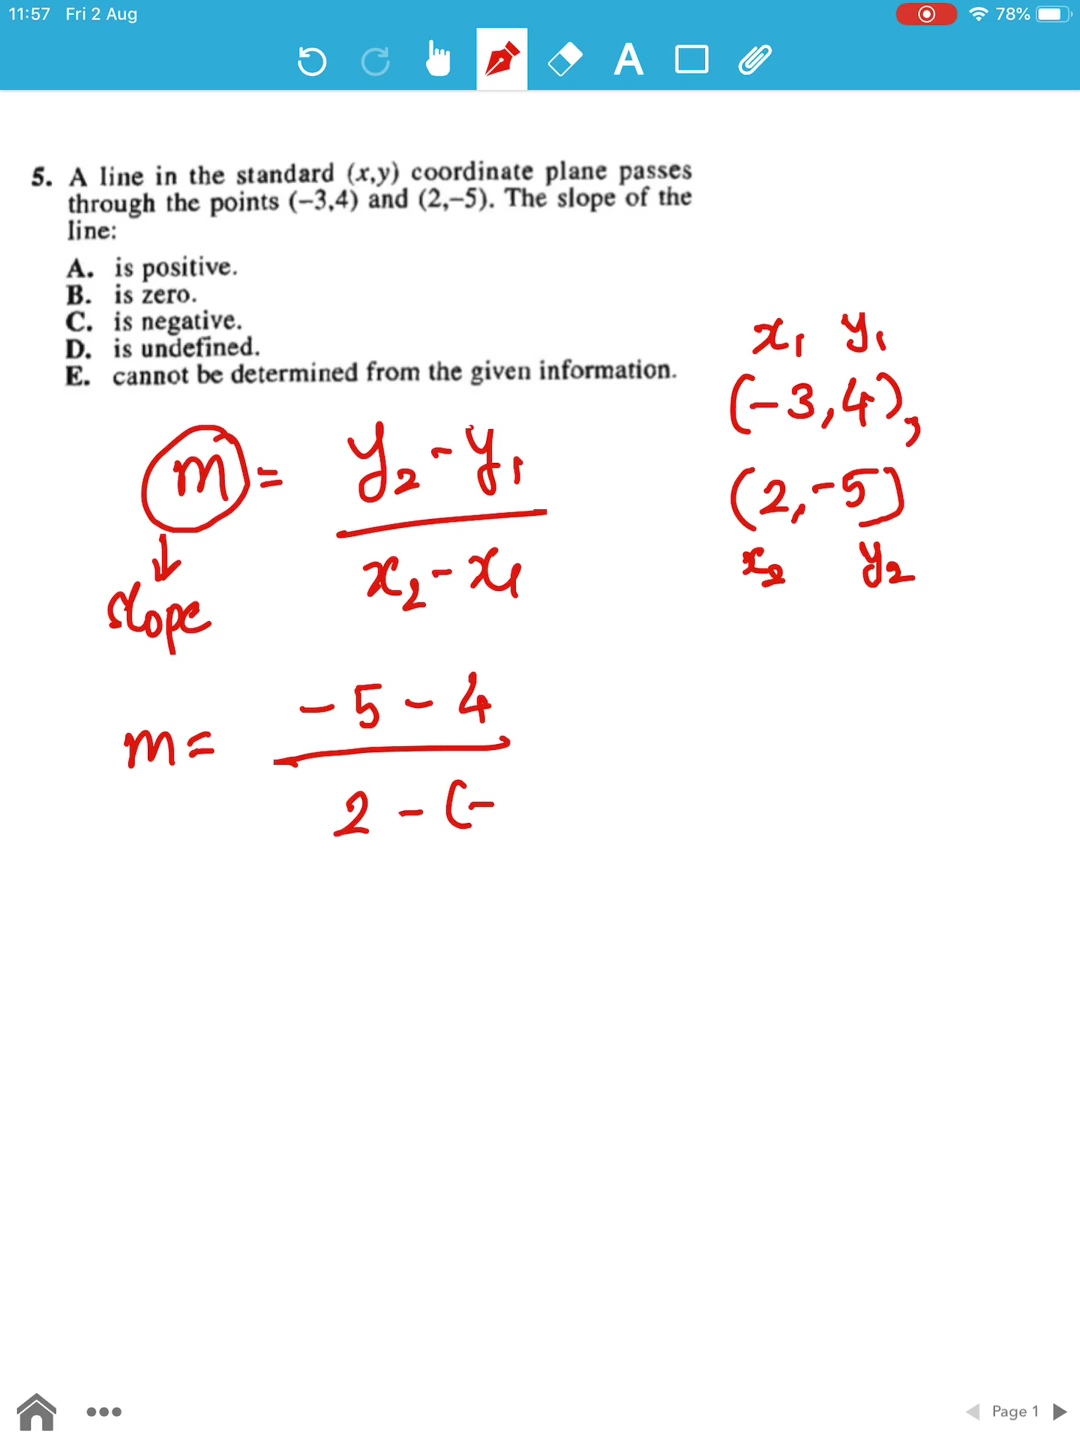 11:57 Fri 2 Aug
78%
A
5. A line in the standard (x,y) coordinate plane passes
through the points (−3,4) and (2,−5). The slope of the
line:
A. is positive.
B. is zero.
C. is negative.
D. is undefined.
E. cannot be determined from the given information.
x₁ y₁
(−3,4),
(2,−5)
x₂ y₂
m = y₂ − y₁
x₂ − x₁
slope
m = −5 − 4
2 − (−
Page 1